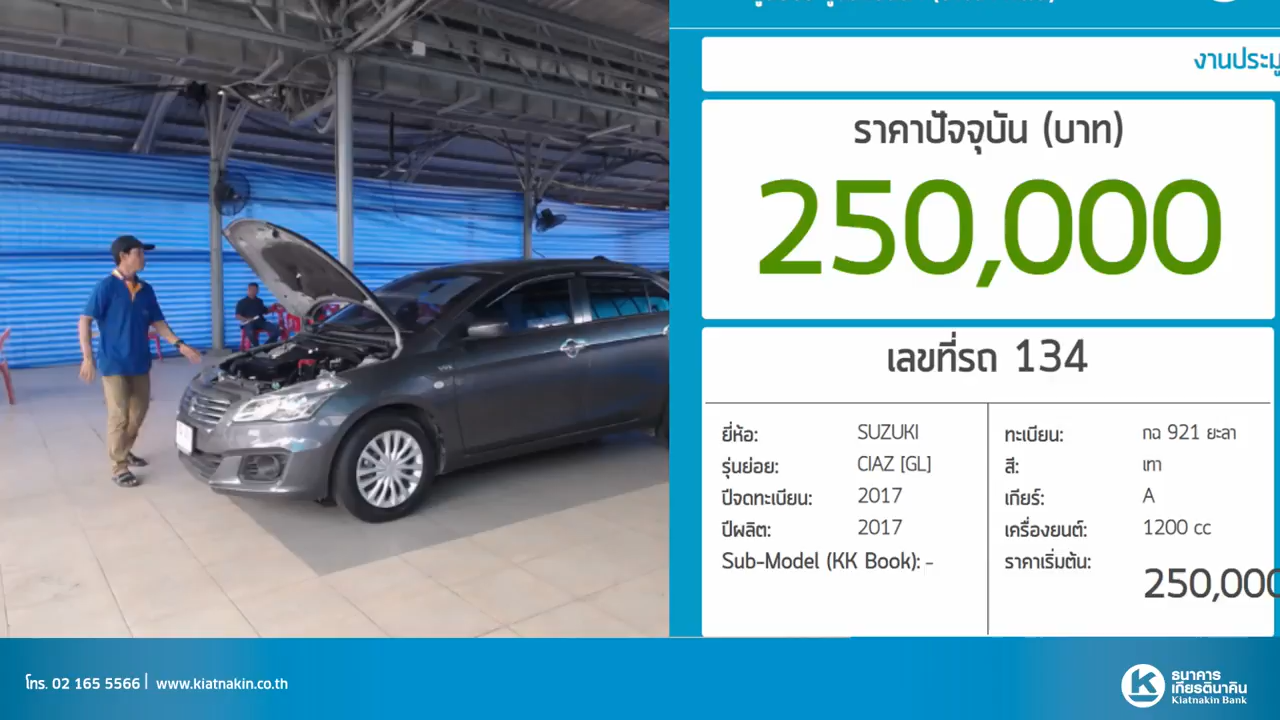 งานประมู
ราคาปัจจุบัน (บาท)
250,000
เลขที่รถ 134
ยี่ห้อ: SUZUKI
รุ่นย่อย: CIAZ [GL]
ปีจดทะเบียน: 2017
ปีผลิต: 2017
Sub-Model (KK Book): -
ทะเบียน: กฉ 921 ยะลา
สี: เทา
เกียร์: A
เครื่องยนต์: 1200 cc
ราคาเริ่มต้น:
250,000
โทร. 02 165 5566 | www.kiatnakin.co.th
ธนาคาร
เกียรตินาคิน
Kiatnakin Bank